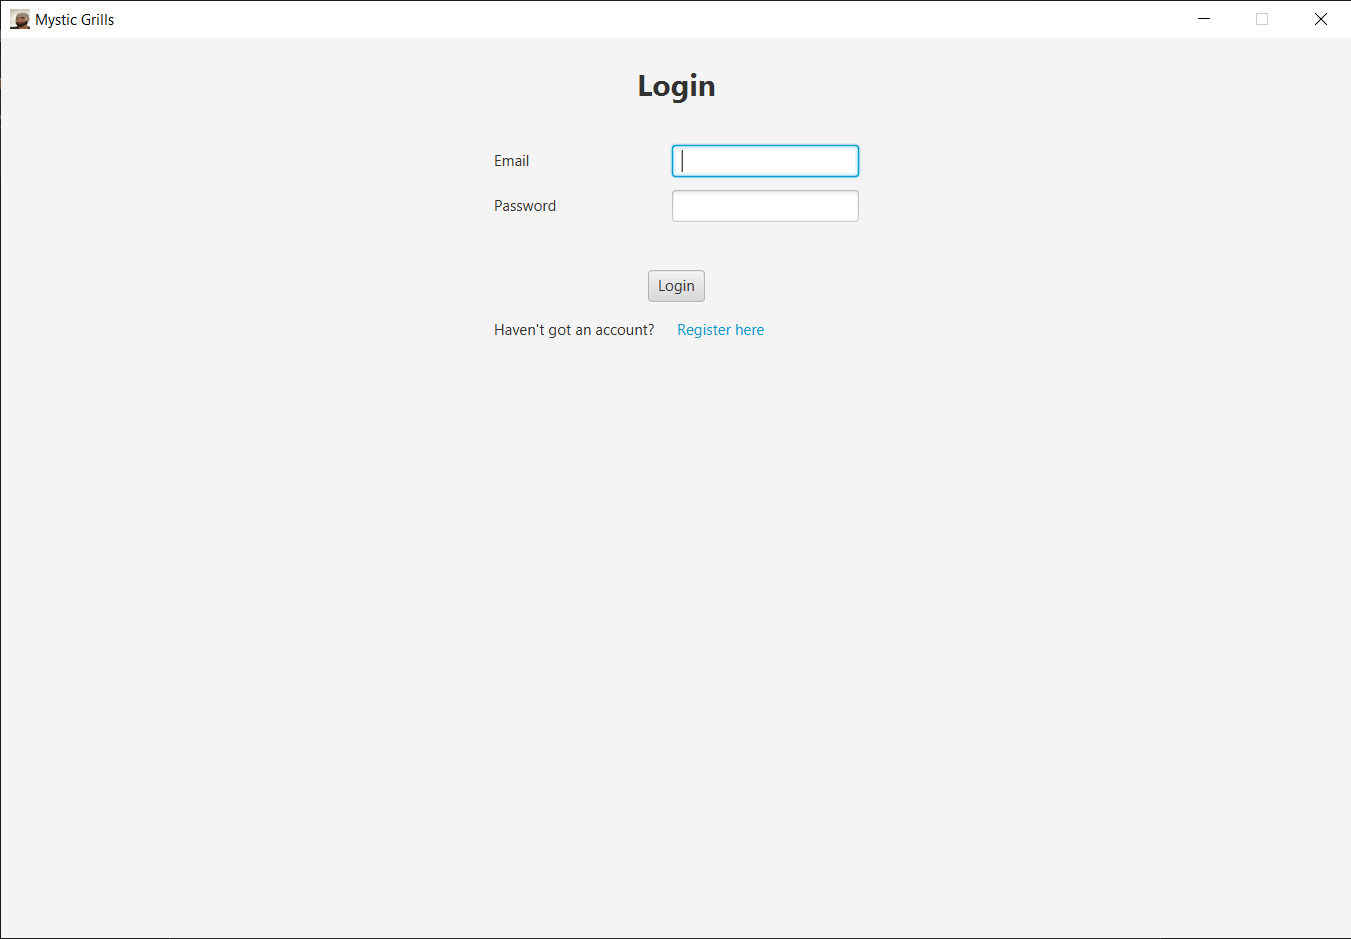 Mystic Grills
Login
Email
Password
Login
Haven't got an account? Register here